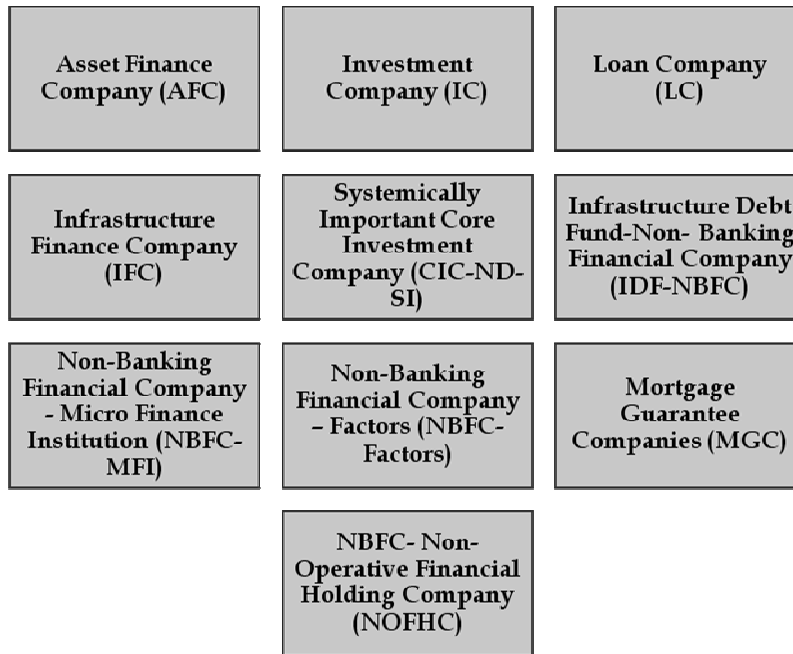 Asset Finance
Company (AFC)
Investment
Company (IC)
Loan Company
(LC)
Infrastructure
Finance Company
(IFC)
Systemically
Important Core
Investment
Company (CIC-ND-
SI)
Infrastructure Debt
Fund-Non- Banking
Financial Company
(IDF-NBFC)
Non-Banking
Financial Company
- Micro Finance
Institution (NBFC-
MFI)
Non-Banking
Financial Company
– Factors (NBFC-
Factors)
Mortgage
Guarantee
Companies (MGC)
NBFC- Non-
Operative Financial
Holding Company
(NOFHC)